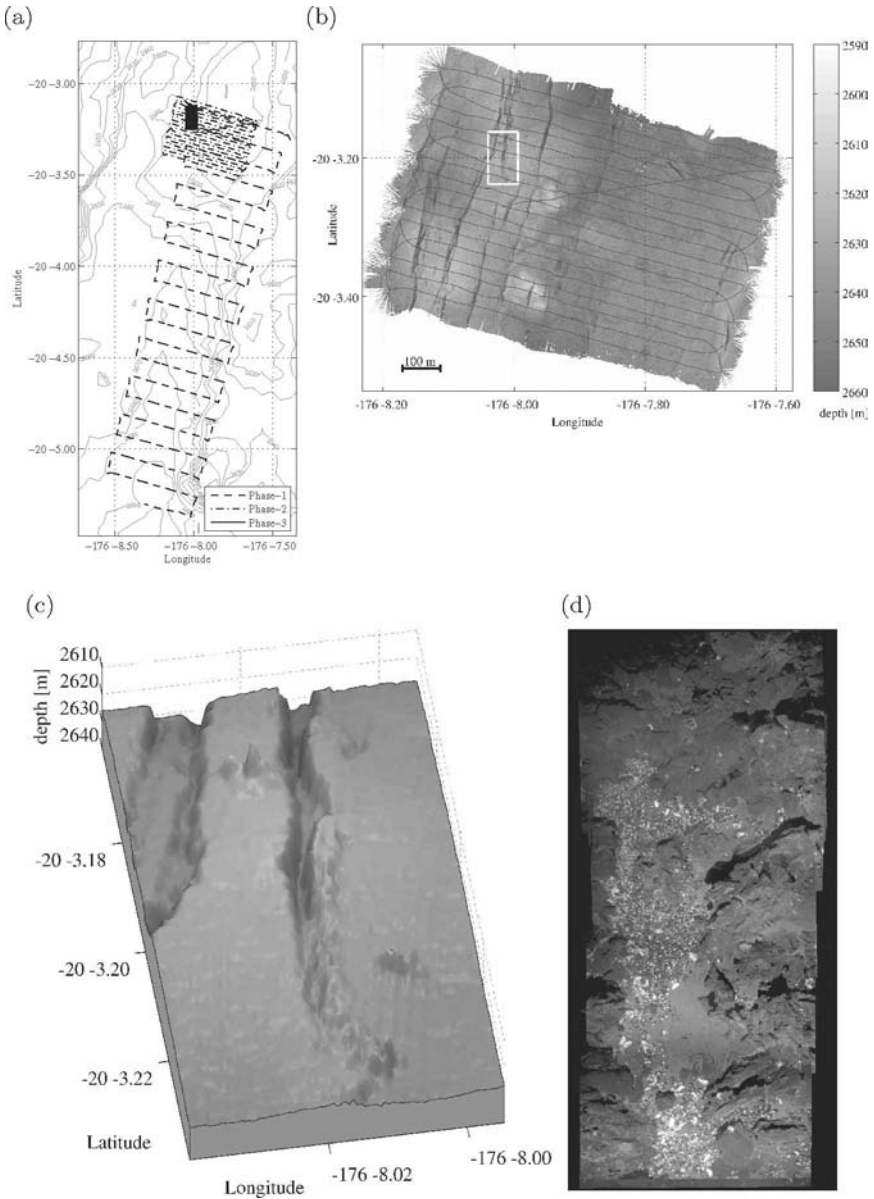 (a)
-20 -3.00
-20 -3.50
-20 -4.00
-20 -4.50
-20 -5.00
Latitude
-176 -8.50
-176 -8.00
-176 -7.50
Longitude
Phase-1
Phase-2
Phase-3
(b)
-20 -3.20
-20 -3.40
Latitude
100 m
-176 -8.20
-176 -8.00
-176 -7.80
-176 -7.60
Longitude
2590
2600
2610
2620
2630
2640
2650
2660
depth [m]
(c)
2610
2620
2630
2640
depth [m]
-20 -3.18
-20 -3.20
-20 -3.22
Latitude
Longitude
-176 -8.02
-176 -8.00
(d)